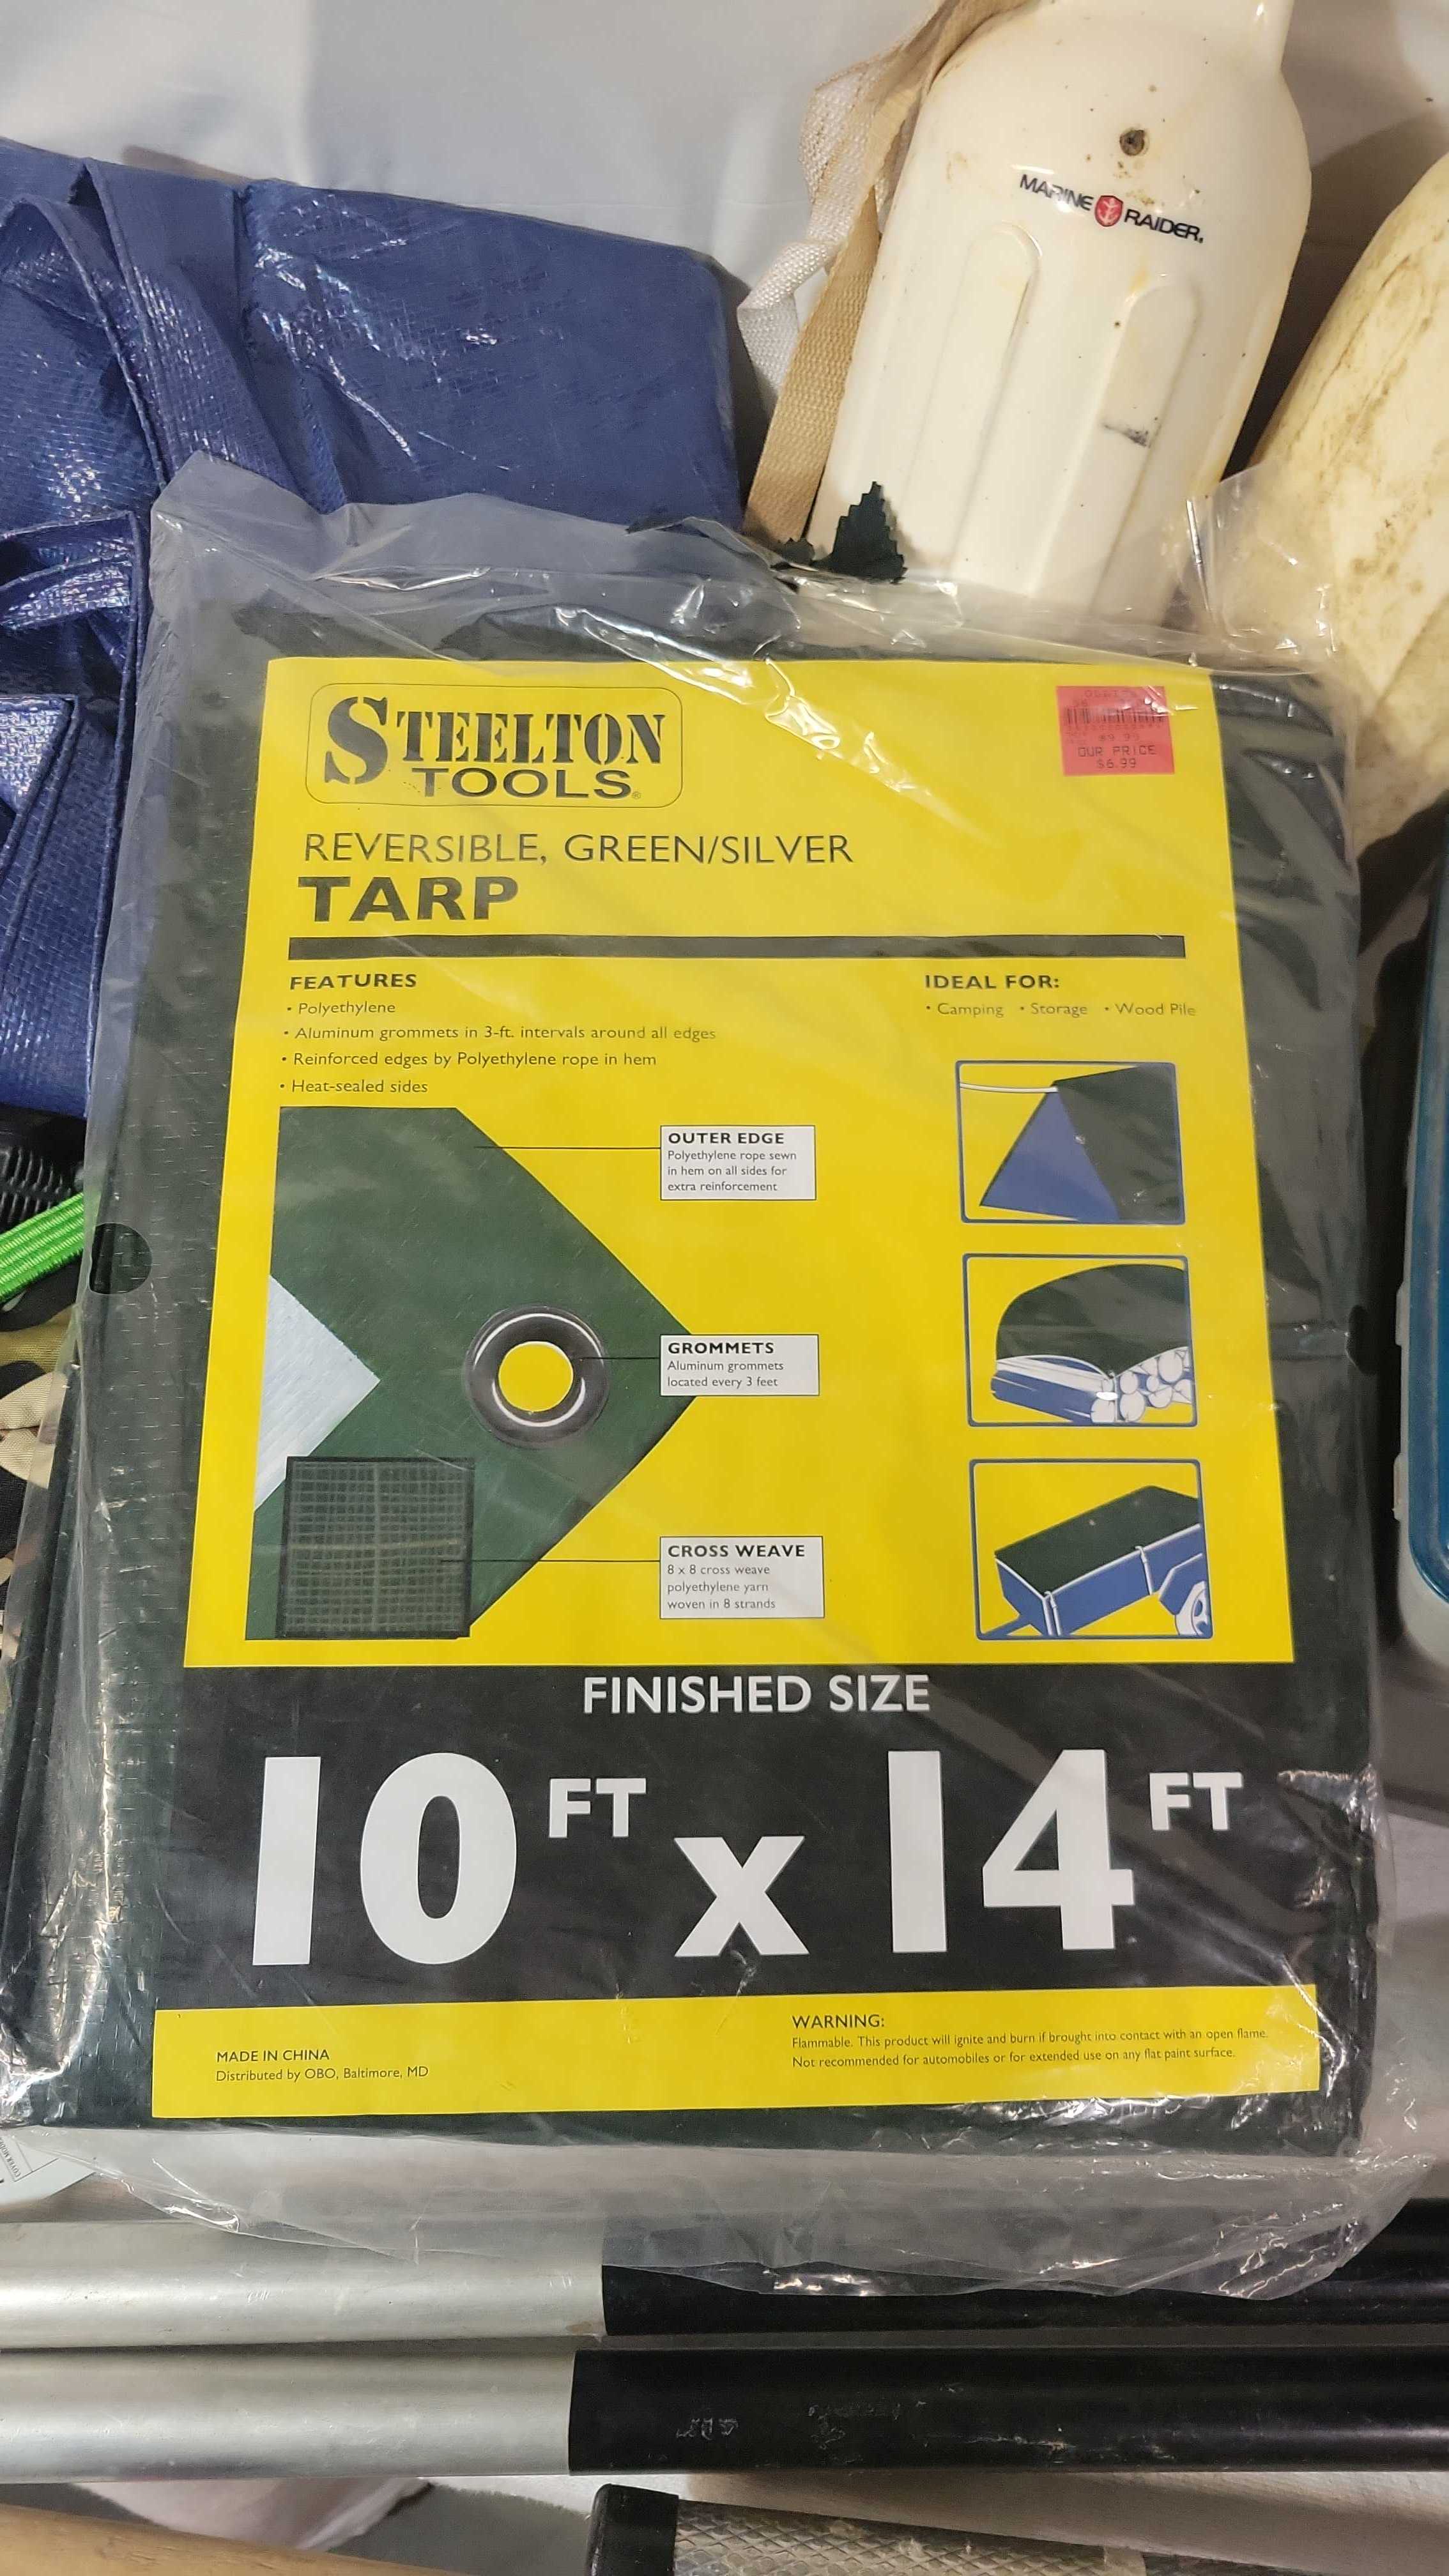 MARINE RAIDER.
STEELTON
TOOLS®
OUR PRICE
$6.99
REVERSIBLE, GREEN/SILVER
TARP
FEATURES
• Polyethylene
• Aluminum grommets in 3-ft. intervals around all edges
• Reinforced edges by Polyethylene rope in hem
• Heat-sealed sides
IDEAL FOR:
• Camping • Storage • Wood Pile
OUTER EDGE
Polyethylene rope sewn
in hem on all sides for
extra reinforcement
GROMMETS
Aluminum grommets
located every 3 feet
CROSS WEAVE
8 x 8 cross weave
polyethylene yarn
woven in 8 strands
FINISHED SIZE
10 FT x 14 FT
MADE IN CHINA
Distributed by OBO, Baltimore, MD
WARNING:
Flammable. This product will ignite and burn if brought into contact with an open flame.
Not recommended for automobiles or for extended use on any flat paint surface.